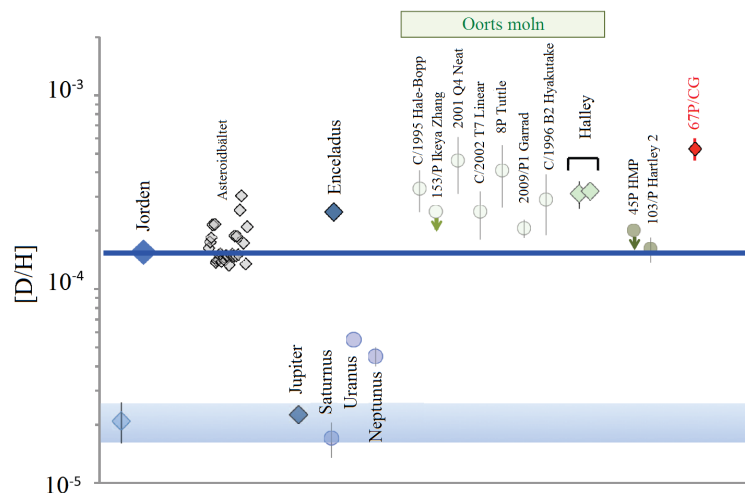 Oorts moln
10⁻³
10⁻⁴
10⁻⁵
[D/H]
Jorden
Asteroidbältet
Enceladus
Jupiter
Saturnus
Uranus
Neptunus
C/1995 Hale-Bopp
153/P Ikeya Zhang
2001 Q4 Neat
C/2002 T7 Linear
8P Tuttle
2009/P1 Garrad
C/1996 B2 Hyakutake
Halley
45P HMP
103/P Hartley 2
67P/CG